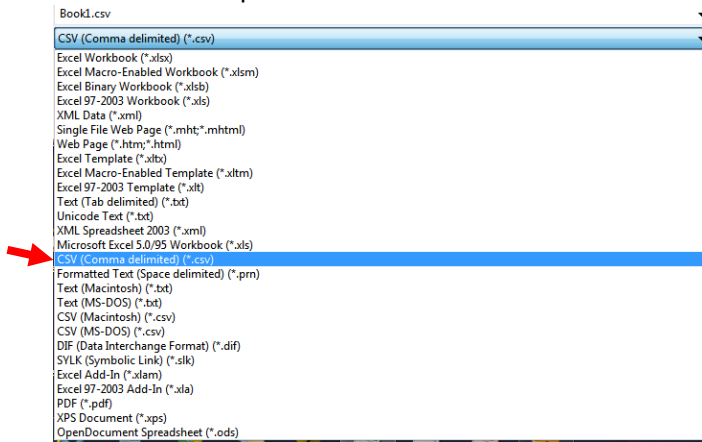 Book1.csv
CSV (Comma delimited) (*.csv)
Excel Workbook (*.xlsx)
Excel Macro-Enabled Workbook (*.xlsm)
Excel Binary Workbook (*.xlsb)
Excel 97-2003 Workbook (*.xls)
XML Data (*.xml)
Single File Web Page (*.mht;*.mhtml)
Web Page (*.htm;*.html)
Excel Template (*.xltx)
Excel Macro-Enabled Template (*.xltm)
Excel 97-2003 Template (*.xlt)
Text (Tab delimited) (*.txt)
Unicode Text (*.txt)
XML Spreadsheet 2003 (*.xml)
Microsoft Excel 5.0/95 Workbook (*.xls)
CSV (Comma delimited) (*.csv)
Formatted Text (Space delimited) (*.prn)
Text (Macintosh) (*.txt)
Text (MS-DOS) (*.txt)
CSV (Macintosh) (*.csv)
CSV (MS-DOS) (*.csv)
DIF (Data Interchange Format) (*.dif)
SYLK (Symbolic Link) (*.slk)
Excel Add-In (*.xlam)
Excel 97-2003 Add-In (*.xla)
PDF (*.pdf)
XPS Document (*.xps)
OpenDocument Spreadsheet (*.ods)